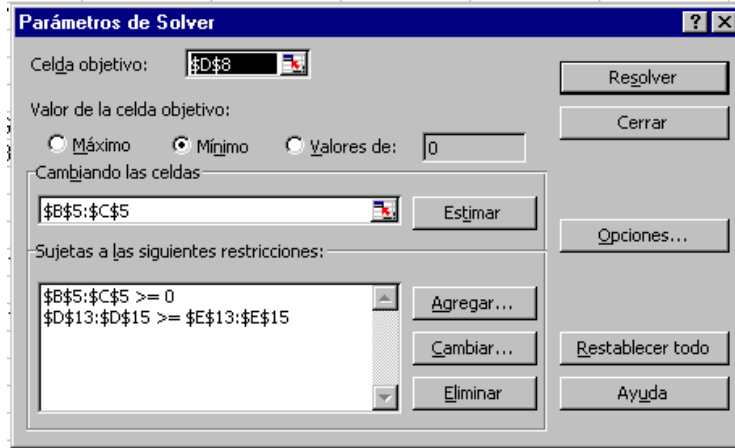 Parámetros de Solver
Celda objetivo: $D$8
Resolver
Valor de la celda objetivo:
Cerrar
Máximo Mínimo Valores de: 0
Cambiando las celdas
$B$5:$C$5 Estimar
Opciones...
Sujetas a las siguientes restricciones:
$B$5:$C$5 >= 0
$D$13:$D$15 >= $E$13:$E$15
Agregar...
Cambiar... Restablecer todo
Eliminar Ayuda